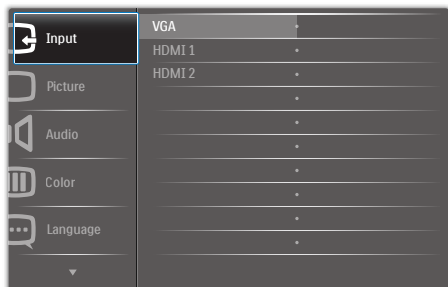 Input
Picture
Audio
Color
Language
VGA
HDMI 1
HDMI 2